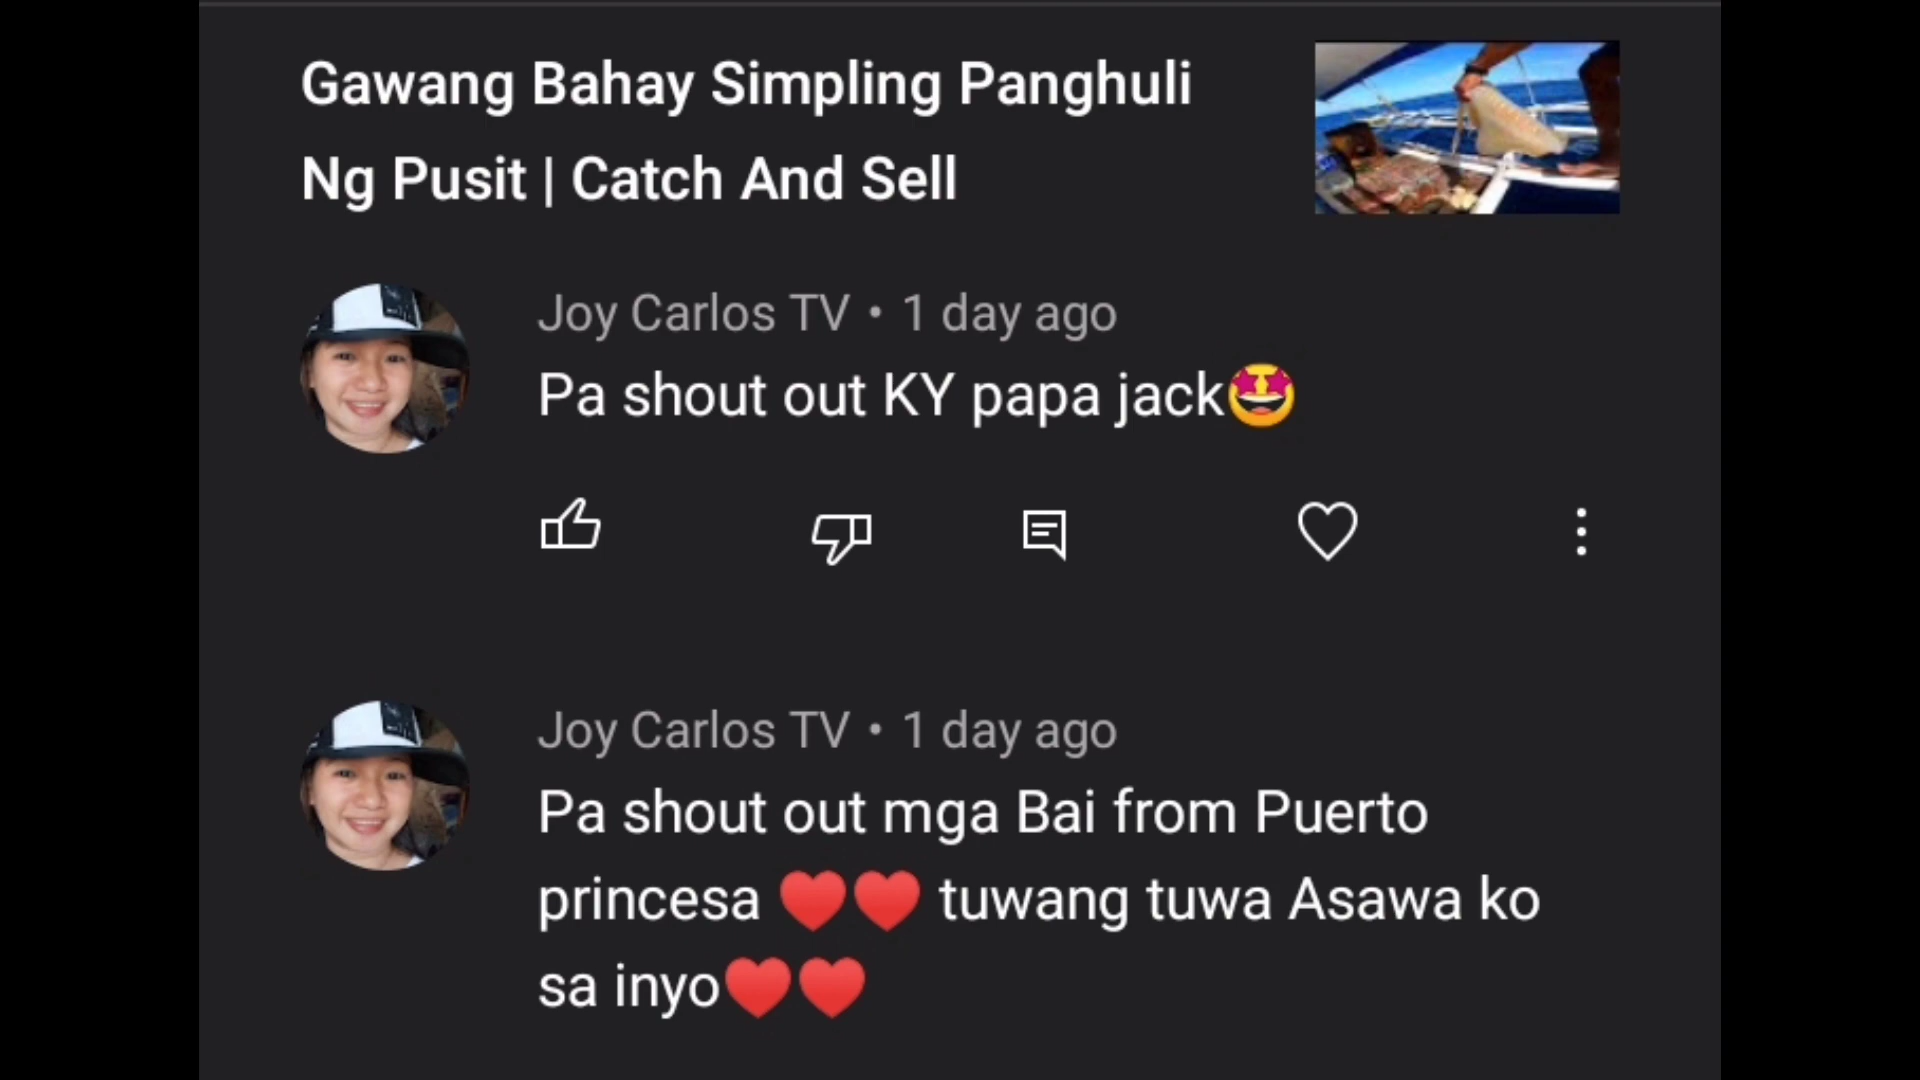 Gawang Bahay Simpling Panghuli
Ng Pusit | Catch And Sell
Joy Carlos TV • 1 day ago
Pa shout out KY papa jack🤩
Joy Carlos TV • 1 day ago
Pa shout out mga Bai from Puerto
princesa ♥️♥️ tuwang tuwa Asawa ko
sa inyo♥️♥️